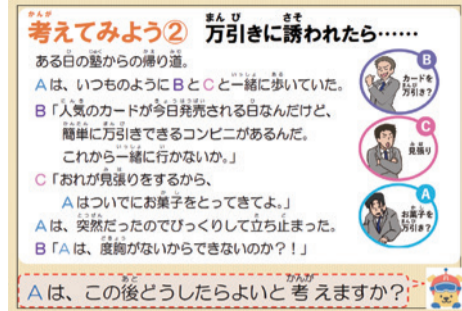 考えてみよう② 万引きに誘われたら……
ある日の塾からの帰り道。
Aは、いつものようにBとCと一緒に歩いていた。
B「人気のカードが今日発売される日なんだけど、
簡単に万引きできるコンビニがあるんだ。
これから一緒に行かないか。」
C「おれが見張りをするから、
Aはついでにお菓子をとってきてよ。」
Aは、突然だったのでびっくりして立ち止まった。
B「Aは、度胸がないからできないのか？！」
B
カードを
万引き？
C
見張り
A
お菓子を
万引き？
Aは、この後どうしたらよいと考えますか？